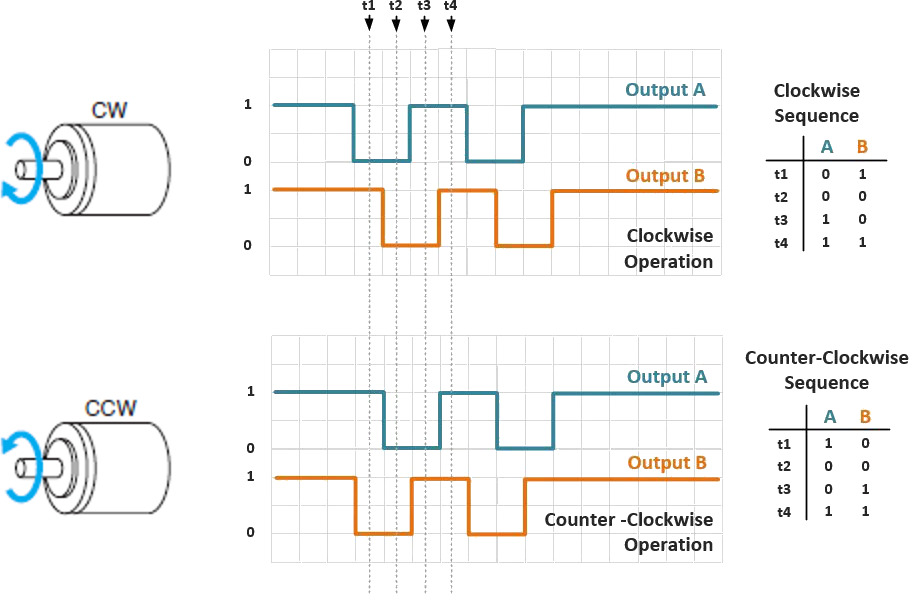 t1 t2 t3 t4
CW
1
0
1
0
Output A
Output B
Clockwise
Operation
Clockwise
Sequence
A B
t1 0 1
t2 0 0
t3 1 0
t4 1 1
CCW
1
0
1
0
Output A
Output B
Counter -Clockwise
Operation
Counter-Clockwise
Sequence
A B
t1 1 0
t2 0 0
t3 0 1
t4 1 1